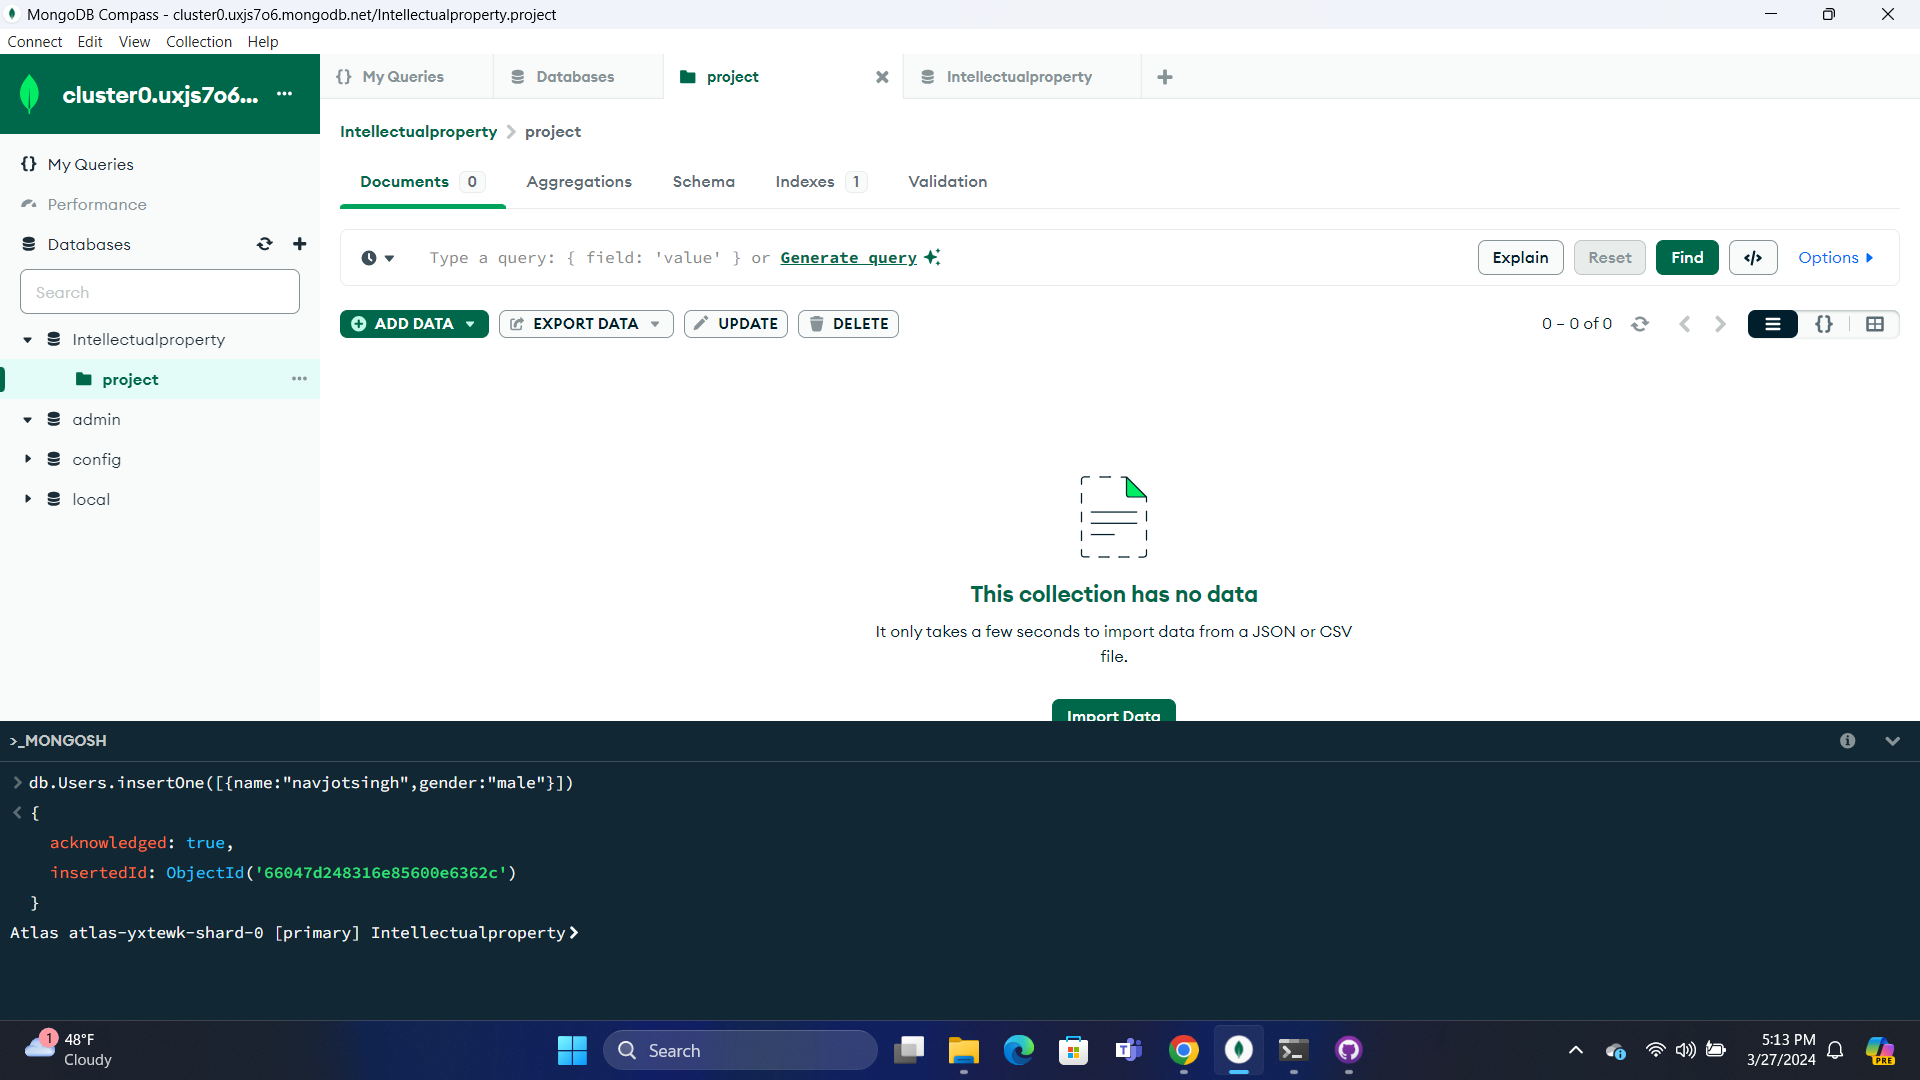 MongoDB Compass - cluster0.uxjs7o6.mongodb.net/Intellectualproperty.project
Connect Edit View Collection Help
cluster0.uxjs7o6... ...
{} My Queries
Databases
project
Intellectualproperty
Intellectualproperty > project
{} My Queries
Performance
Databases
Search
Intellectualproperty
project
admin
config
local
Documents 0 Aggregations Schema Indexes 1 Validation
Type a query: { field: 'value' } or Generate query
Explain Reset Find </> Options
ADD DATA EXPORT DATA UPDATE DELETE
0 – 0 of 0
{}
This collection has no data
It only takes a few seconds to import data from a JSON or CSV
file.
Import Data
>_MONGOSH
> db.Users.insertOne([{name:"navjotsingh",gender:"male"}])
< {
acknowledged: true,
insertedId: ObjectId('66047d248316e85600e6362c')
}
Atlas atlas-yxtewk-shard-0 [primary] Intellectualproperty>
1
48°F
Cloudy
Search
5:13 PM
3/27/2024
PRE